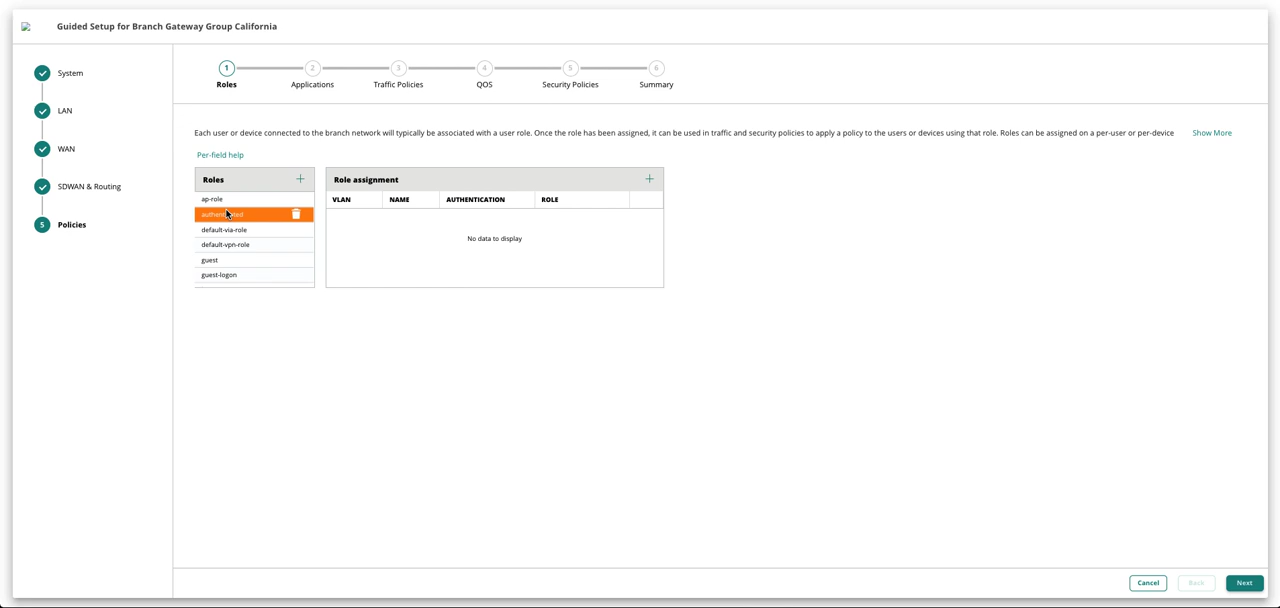 Guided Setup for Branch Gateway Group California
System
LAN
WAN
SDWAN & Routing
5 Policies
1 2 3 4 5 6
Roles Applications Traffic Policies QOS Security Policies Summary
Each user or device connected to the branch network will typically be associated with a user role. Once the role has been assigned, it can be used in traffic and security policies to apply a policy to the users or devices using that role. Roles can be assigned on a per-user or per-device Show More
Per-field help
Roles +
ap-role
authenticated
default-via-role
default-vpn-role
guest
guest-logon
Role assignment +
VLAN NAME AUTHENTICATION ROLE
No data to display
Cancel Back Next